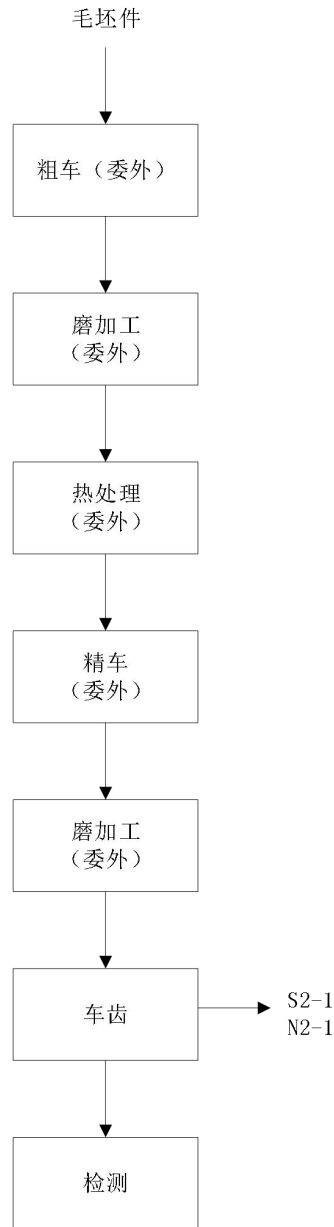 毛坯件
粗车（委外）
磨加工
（委外）
热处理
（委外）
精车
（委外）
磨加工
（委外）
车齿
S2-1
N2-1
检测